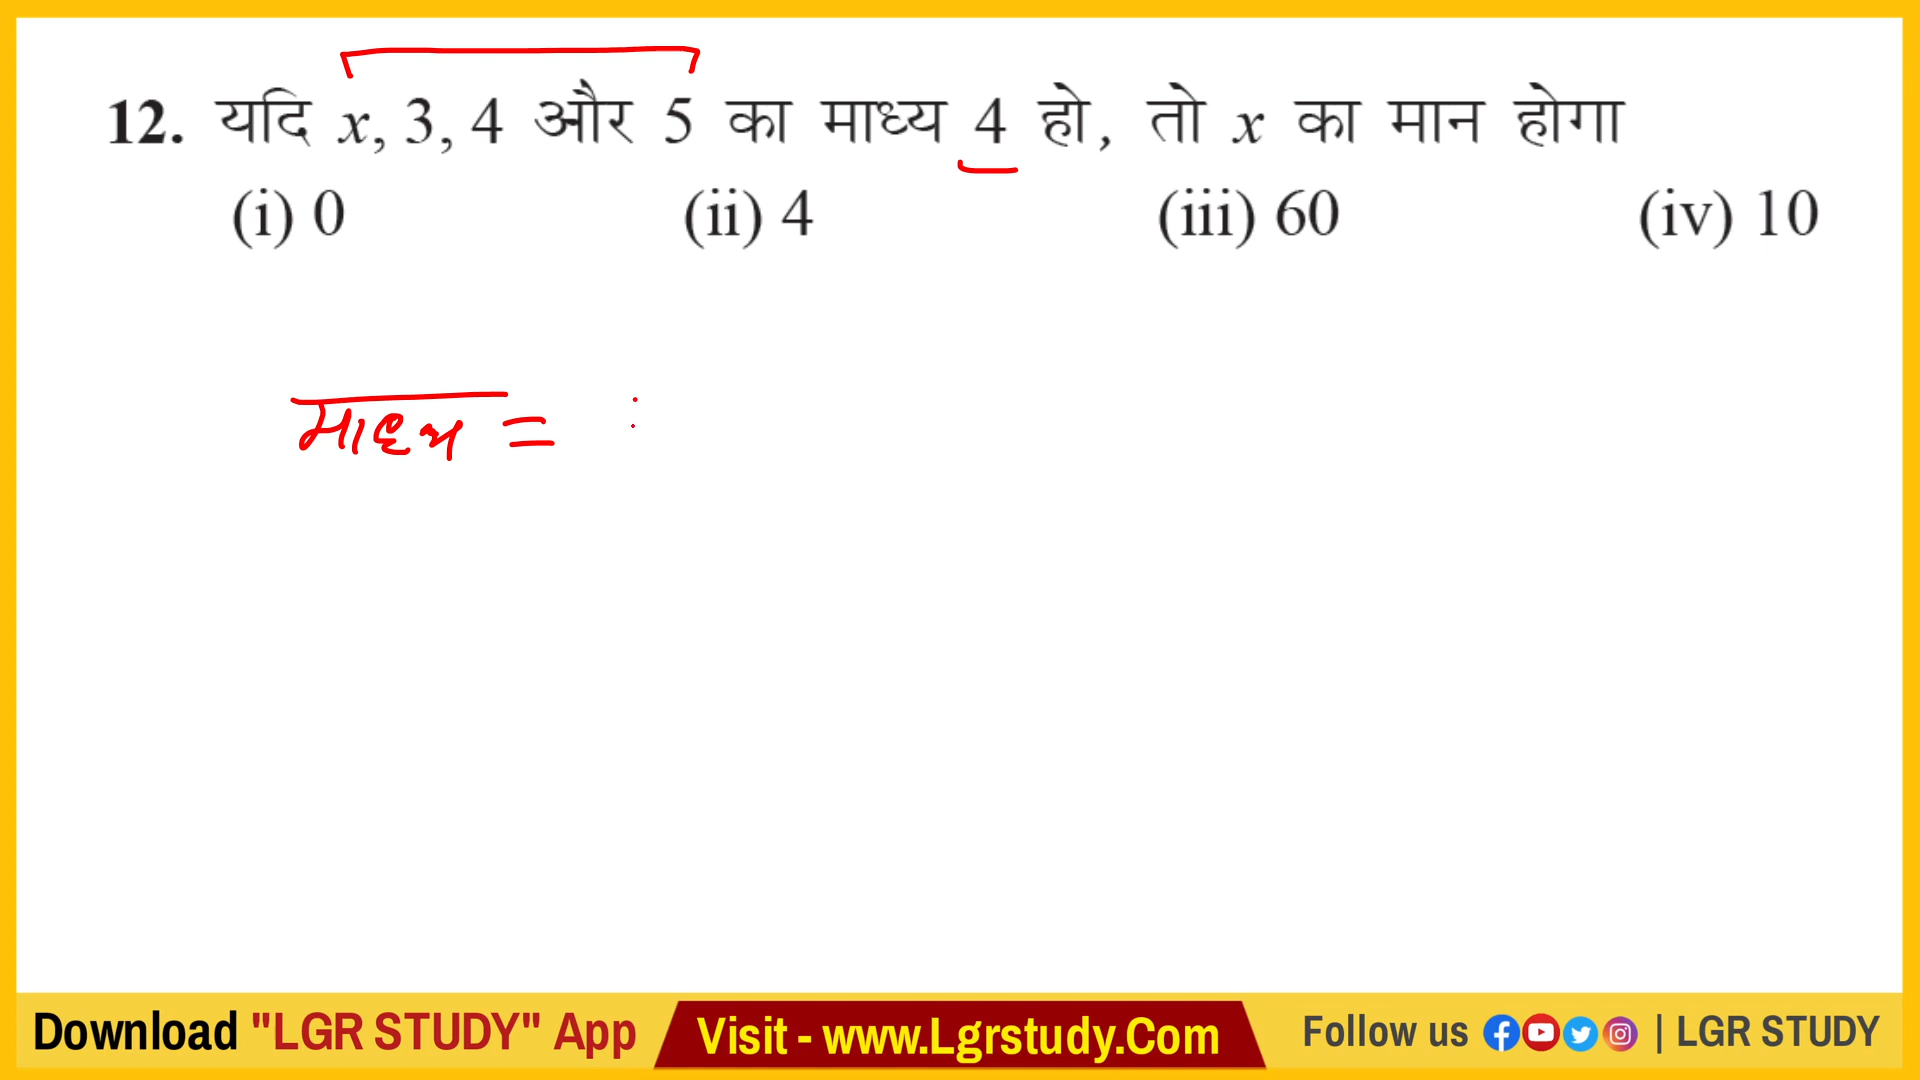 12. यदि x, 3, 4 और 5 का माध्य 4 हो, तो x का मान होगा
(i) 0 (ii) 4 (iii) 60 (iv) 10
माध्य =
Download "LGR STUDY" App Visit - www.Lgrstudy.Com Follow us | LGR STUDY